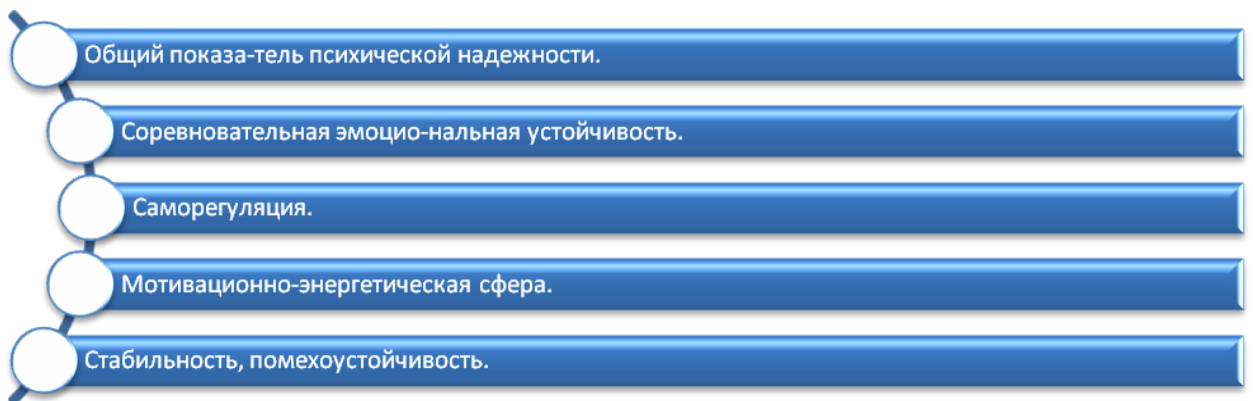 Общий показа-тель психической надежности.
Соревновательная эмоцио-нальная устойчивость.
Саморегуляция.
Мотивационно-энергетическая сфера.
Стабильность, помехоустойчивость.